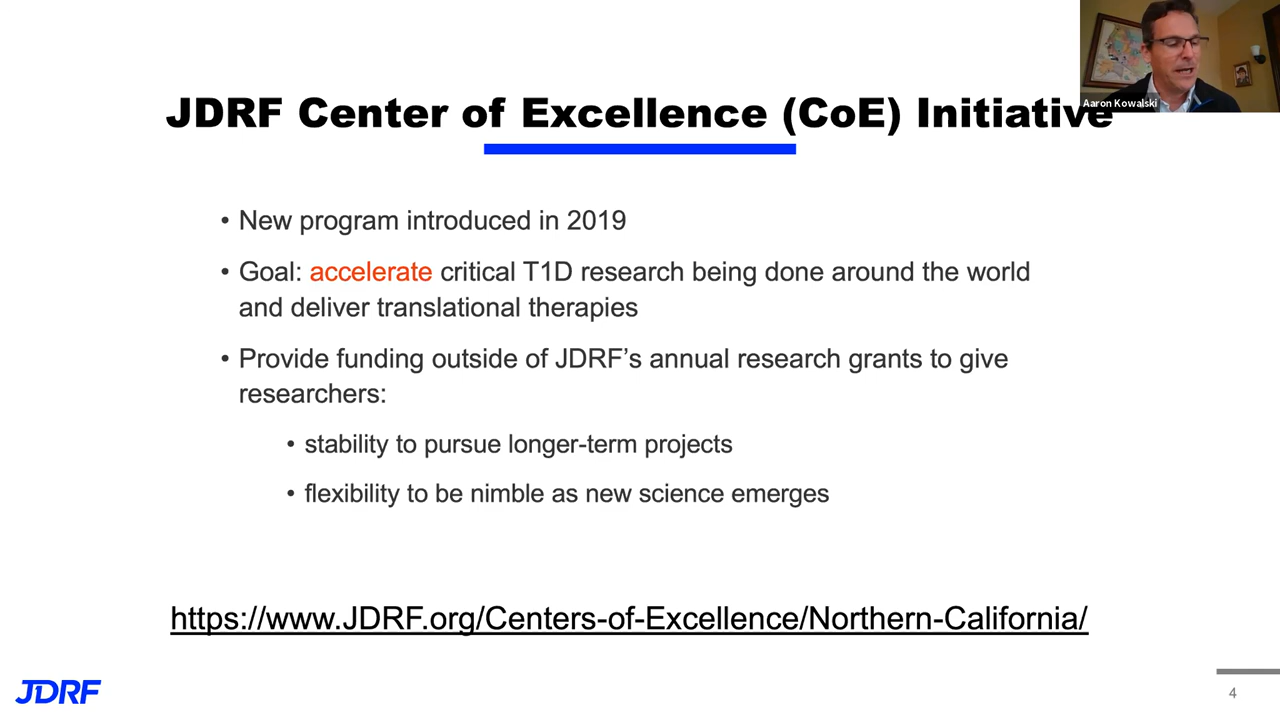 Aaron Kowalski
JDRF Center of Excellence (CoE) Initiative
• New program introduced in 2019
• Goal: accelerate critical T1D research being done around the world
and deliver translational therapies
• Provide funding outside of JDRF’s annual research grants to give
researchers:
• stability to pursue longer-term projects
• flexibility to be nimble as new science emerges
https://www.JDRF.org/Centers-of-Excellence/Northern-California/
JDRF
4